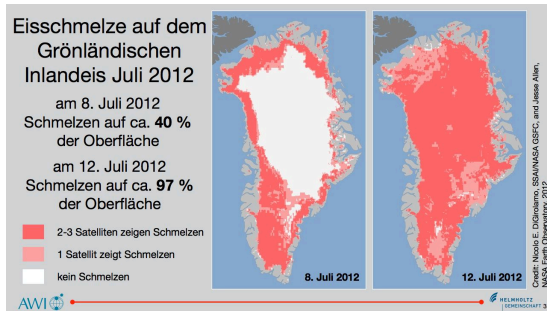 Eisschmelze auf dem
Grönländischen
Inlandeis Juli 2012
am 8. Juli 2012
Schmelzen auf ca. 40 %
der Oberfläche
am 12. Juli 2012
Schmelzen auf ca. 97 %
der Oberfläche
2-3 Satelliten zeigen Schmelzen
1 Satellit zeigt Schmelzen
kein Schmelzen
8. Juli 2012
12. Juli 2012
Credit: Nicolo E. DiGirolamo, SSAI/NASA GSFC, and Jesse Allen,
NASA Earth Observatory, 2012
AWI
HELMHOLTZ
GEMEINSCHAFT 3